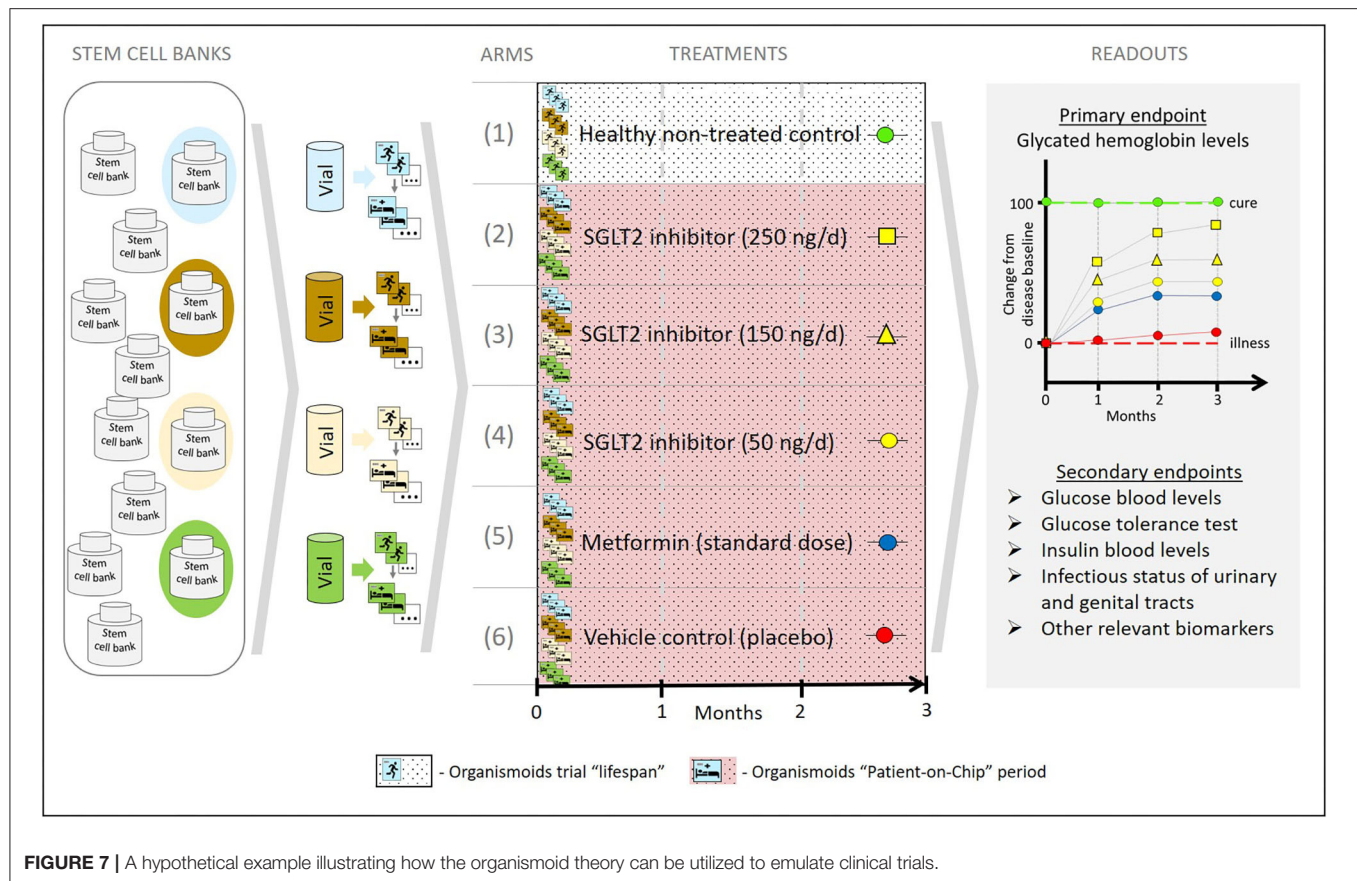 STEM CELL BANKS
ARMS
TREATMENTS
READOUTS
Stem
cell bank
Stem
cell bank
Stem
cell bank
Stem
cell bank
Stem
cell bank
Stem
cell bank
Stem
cell bank
Stem
cell bank
Stem
cell bank
Stem
cell bank
Stem
cell bank
Stem
cell bank
Vial
...
...
Vial
...
...
Vial
...
...
Vial
...
...
(1)
Healthy non-treated control
(2)
SGLT2 inhibitor (250 ng/d)
(3)
SGLT2 inhibitor (150 ng/d)
(4)
SGLT2 inhibitor (50 ng/d)
(5)
Metformin (standard dose)
(6)
Vehicle control (placebo)
0 1 Months 2 3
Primary endpoint
Glycated hemoglobin levels
Change from
disease baseline
100
cure
0
illness
0 1 2 3
Months
Secondary endpoints
➢ Glucose blood levels
➢ Glucose tolerance test
➢ Insulin blood levels
➢ Infectious status of urinary
and genital tracts
➢ Other relevant biomarkers
- Organismoids trial "lifespan"
- Organismoids "Patient-on-Chip" period
FIGURE 7 | A hypothetical example illustrating how the organismoid theory can be utilized to emulate clinical trials.